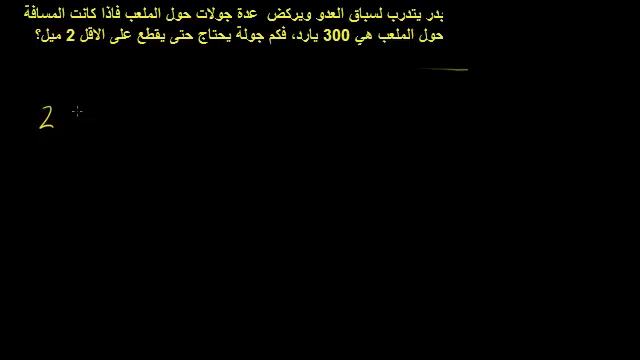 بدر يتدرب لسباق العدو ويركض عدة جولات حول الملعب فاذا كانت المسافة
حول الملعب هي 300 يارد، فكم جولة يحتاج حتى يقطع على الاقل 2 ميل؟
2